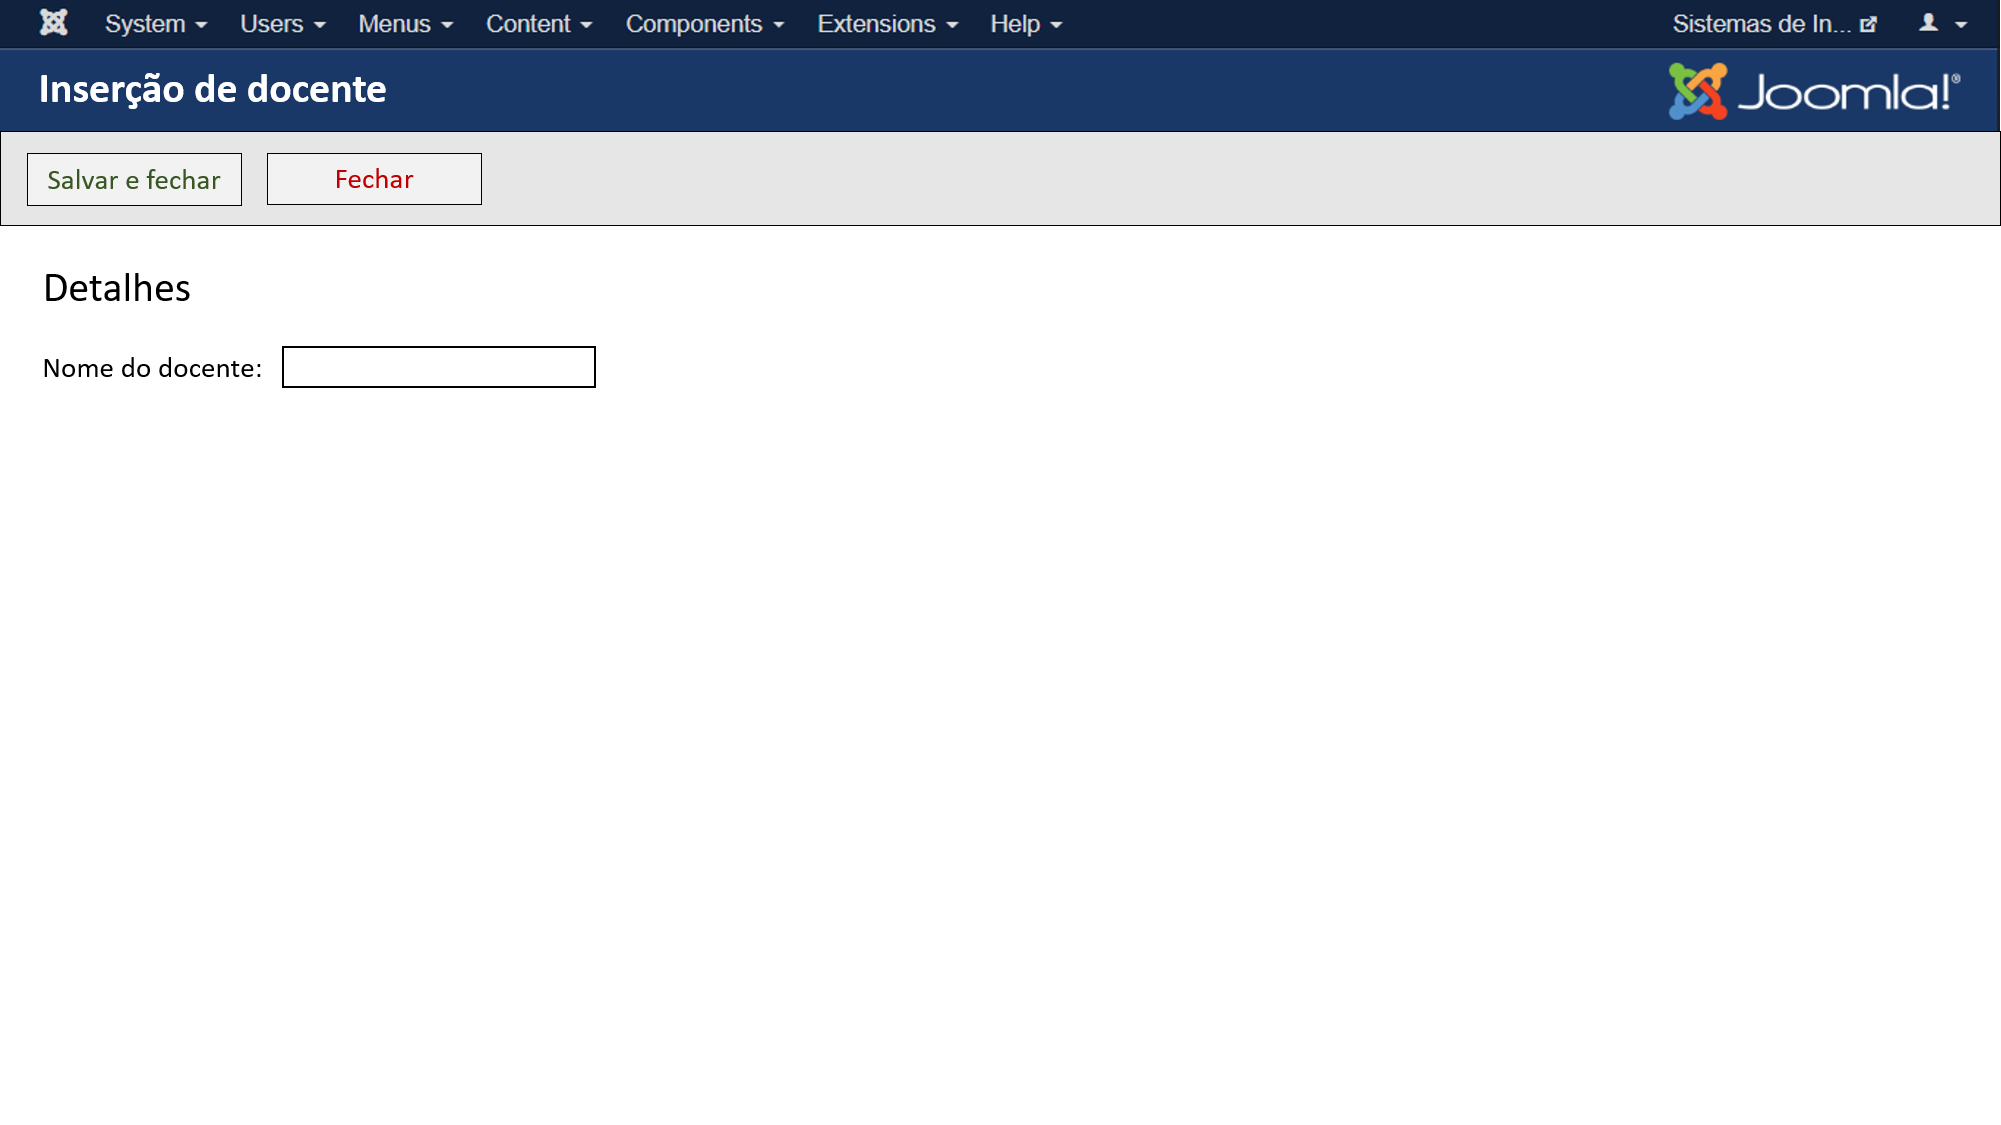 System Users Menus Content Components Extensions Help Sistemas de In...
Inserção de docente Joomla!®
Salvar e fechar Fechar
Detalhes
Nome do docente: